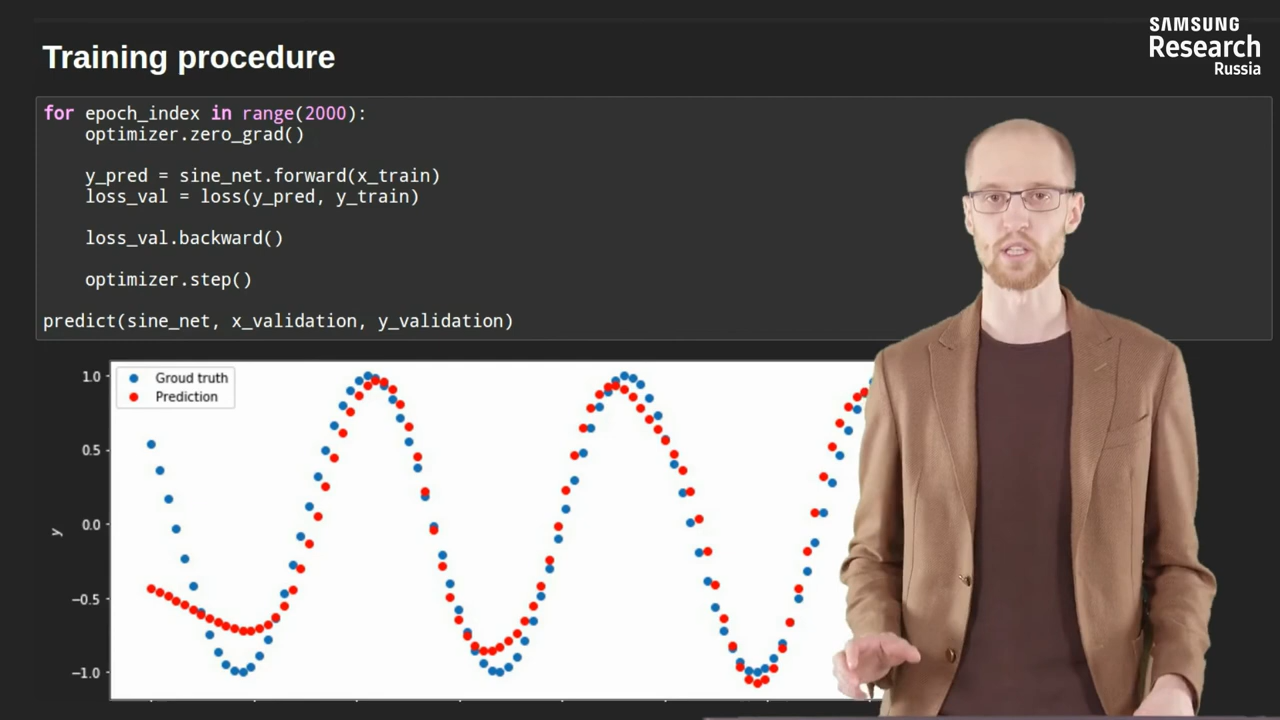 SAMSUNG
Research
Russia
Training procedure
for epoch_index in range(2000):
    optimizer.zero_grad()
    y_pred = sine_net.forward(x_train)
    loss_val = loss(y_pred, y_train)
    loss_val.backward()
    optimizer.step()
predict(sine_net, x_validation, y_validation)
Groud truth
Prediction
1.0
0.5
0.0
−0.5
−1.0
y